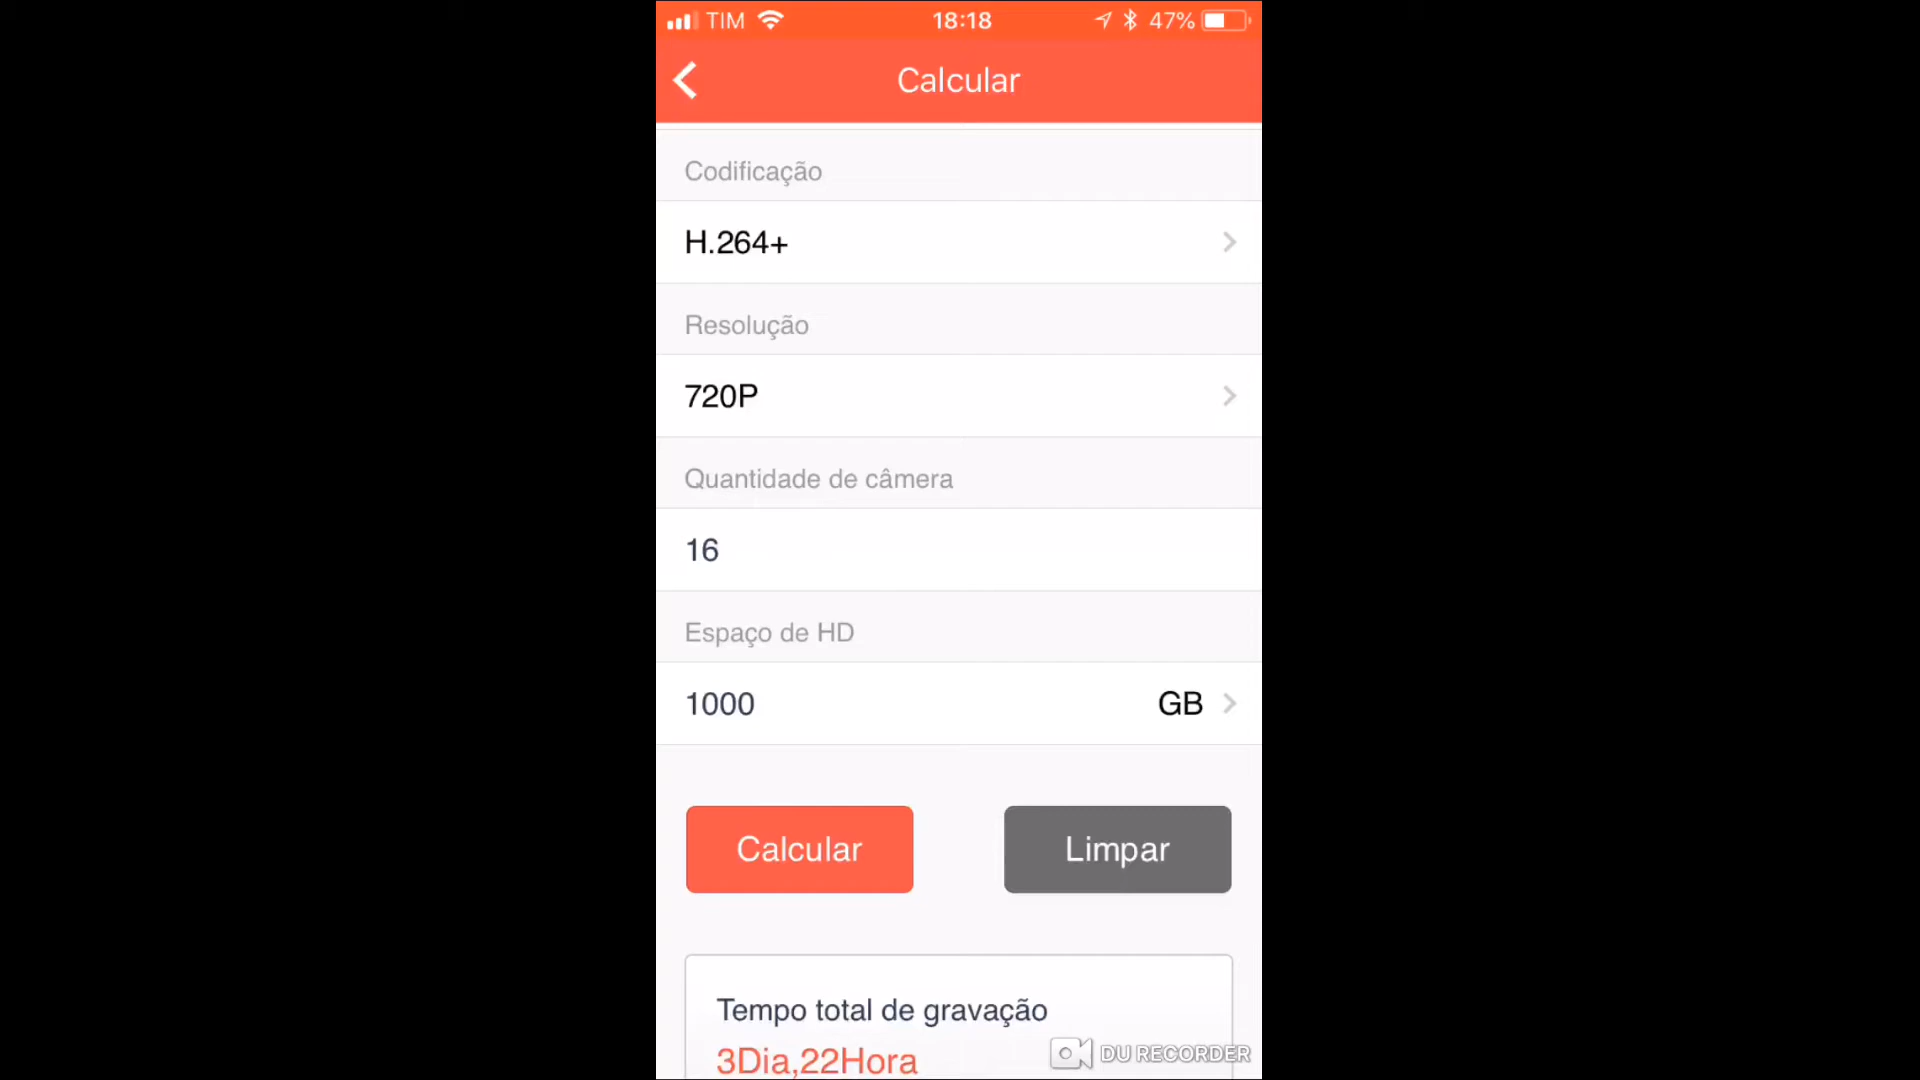 TIM 18:18 47%
Calcular
Codificação
H.264+
Resolução
720P
Quantidade de câmera
16
Espaço de HD
1000 GB
Calcular Limpar
Tempo total de gravação
3Dia,22Hora
DU RECORDER